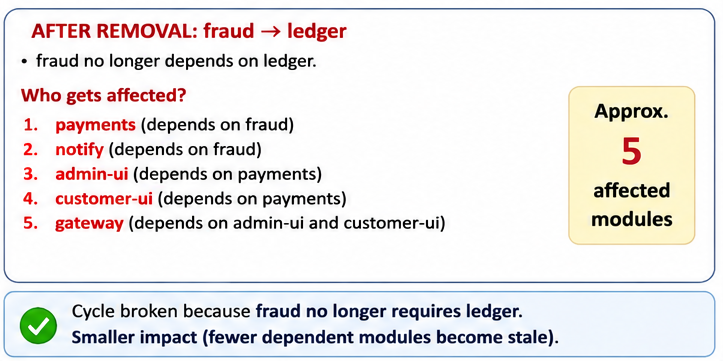 AFTER REMOVAL: fraud → ledger
• fraud no longer depends on ledger.
Who gets affected?
1. payments (depends on fraud)
2. notify (depends on fraud)
3. admin-ui (depends on payments)
4. customer-ui (depends on payments)
5. gateway (depends on admin-ui and customer-ui)
Approx.
5
affected
modules
Cycle broken because fraud no longer requires ledger.
Smaller impact (fewer dependent modules become stale).